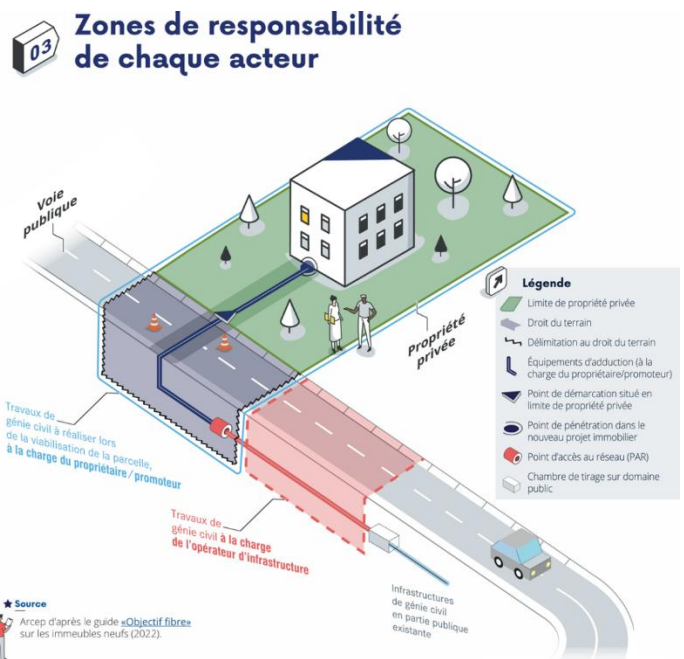 03
Zones de responsabilité
de chaque acteur
Voie
publique
Propriété
privée
Légende
Limite de propriété privée
Droit du terrain
Délimitation au droit du terrain
Équipements d'adduction (à la
charge du propriétaire/promoteur)
Point de démarcation situé en
limite de propriété privée
Point de pénétration dans le
nouveau projet immobilier
Point d'accès au réseau (PAR)
Chambre de tirage sur domaine
public
Travaux de
génie civil à réaliser lors
de la viabilisation de la parcelle,
à la charge du propriétaire/promoteur
Travaux de
génie civil à la charge
de l'opérateur d'infrastructure
Infrastructures
de génie civil
en partie publique
existante
Source
Arcep d'après le guide «Objectif fibre»
sur les immeubles neufs (2022).